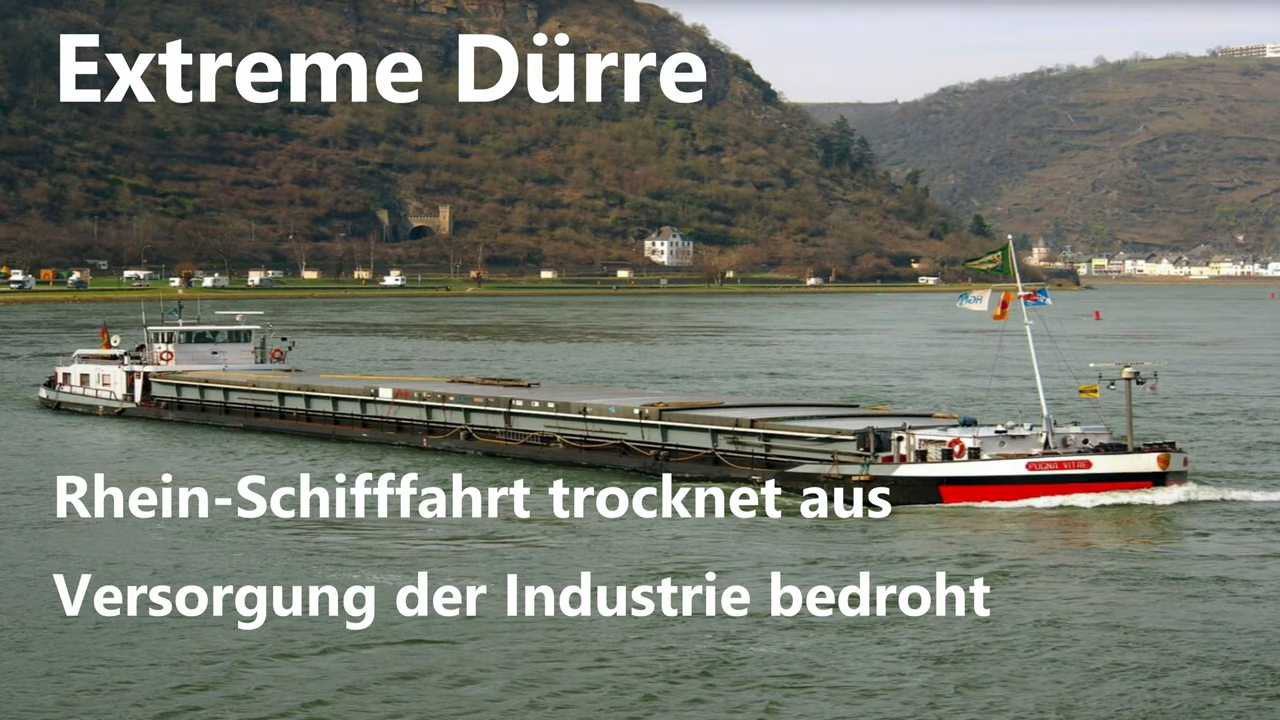 Extreme Dürre
PUGNA VITAE
Rhein-Schifffahrt trocknet aus
Versorgung der Industrie bedroht